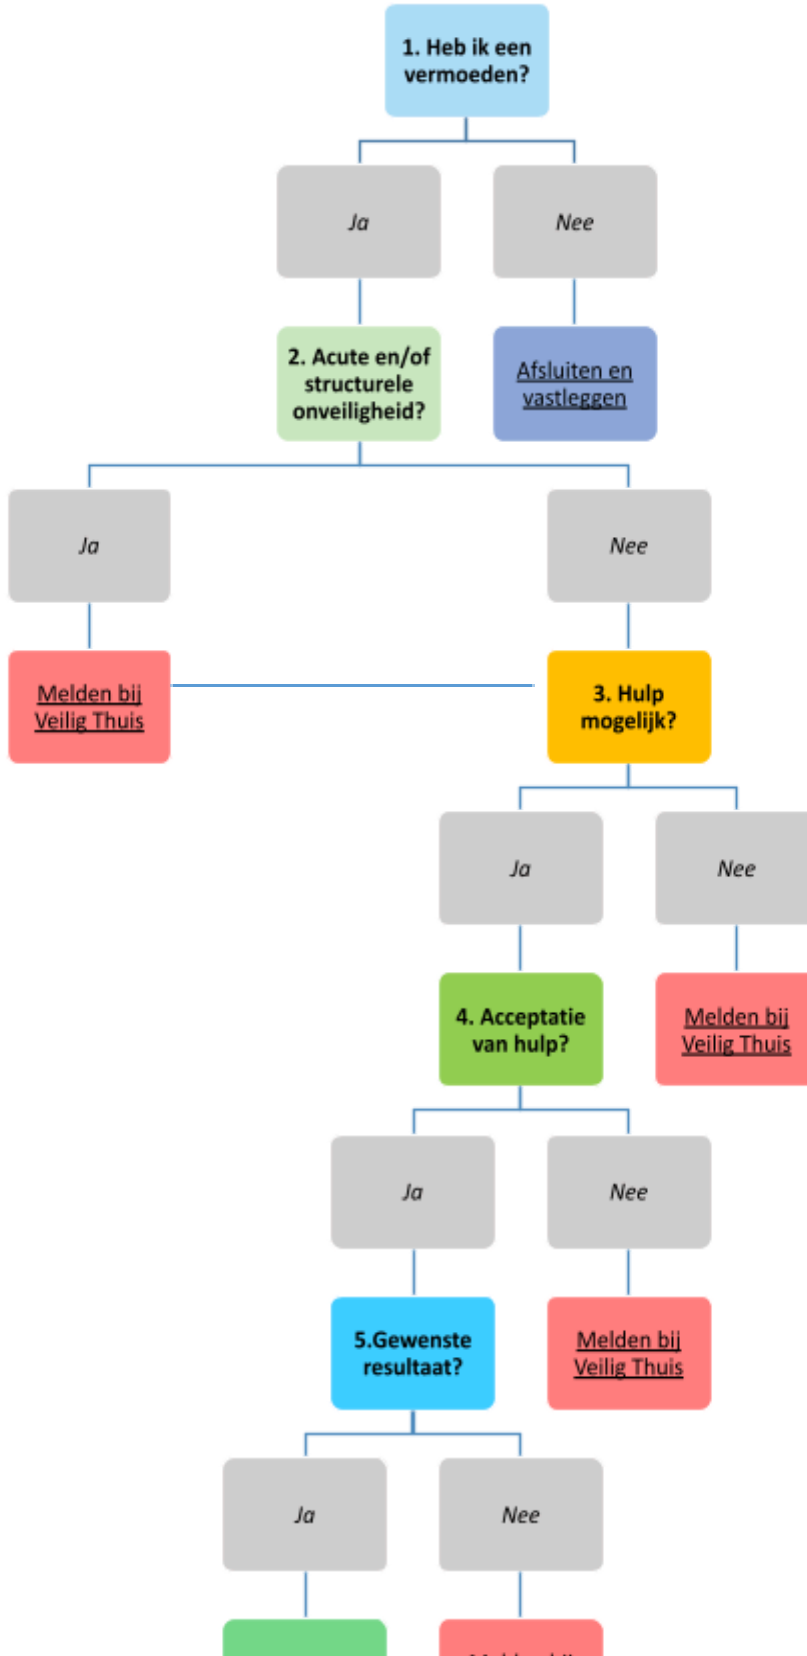 1. Heb ik een
vermoeden?
Ja
Nee
2. Acute en/of
structurele
onveiligheid?
Afsluiten en
vastleggen
Ja
Nee
Melden bij
Veilig Thuis
3. Hulp
mogelijk?
Ja
Nee
4. Acceptatie
van hulp?
Melden bij
Veilig Thuis
Ja
Nee
5.Gewenste
resultaat?
Melden bij
Veilig Thuis
Ja
Nee